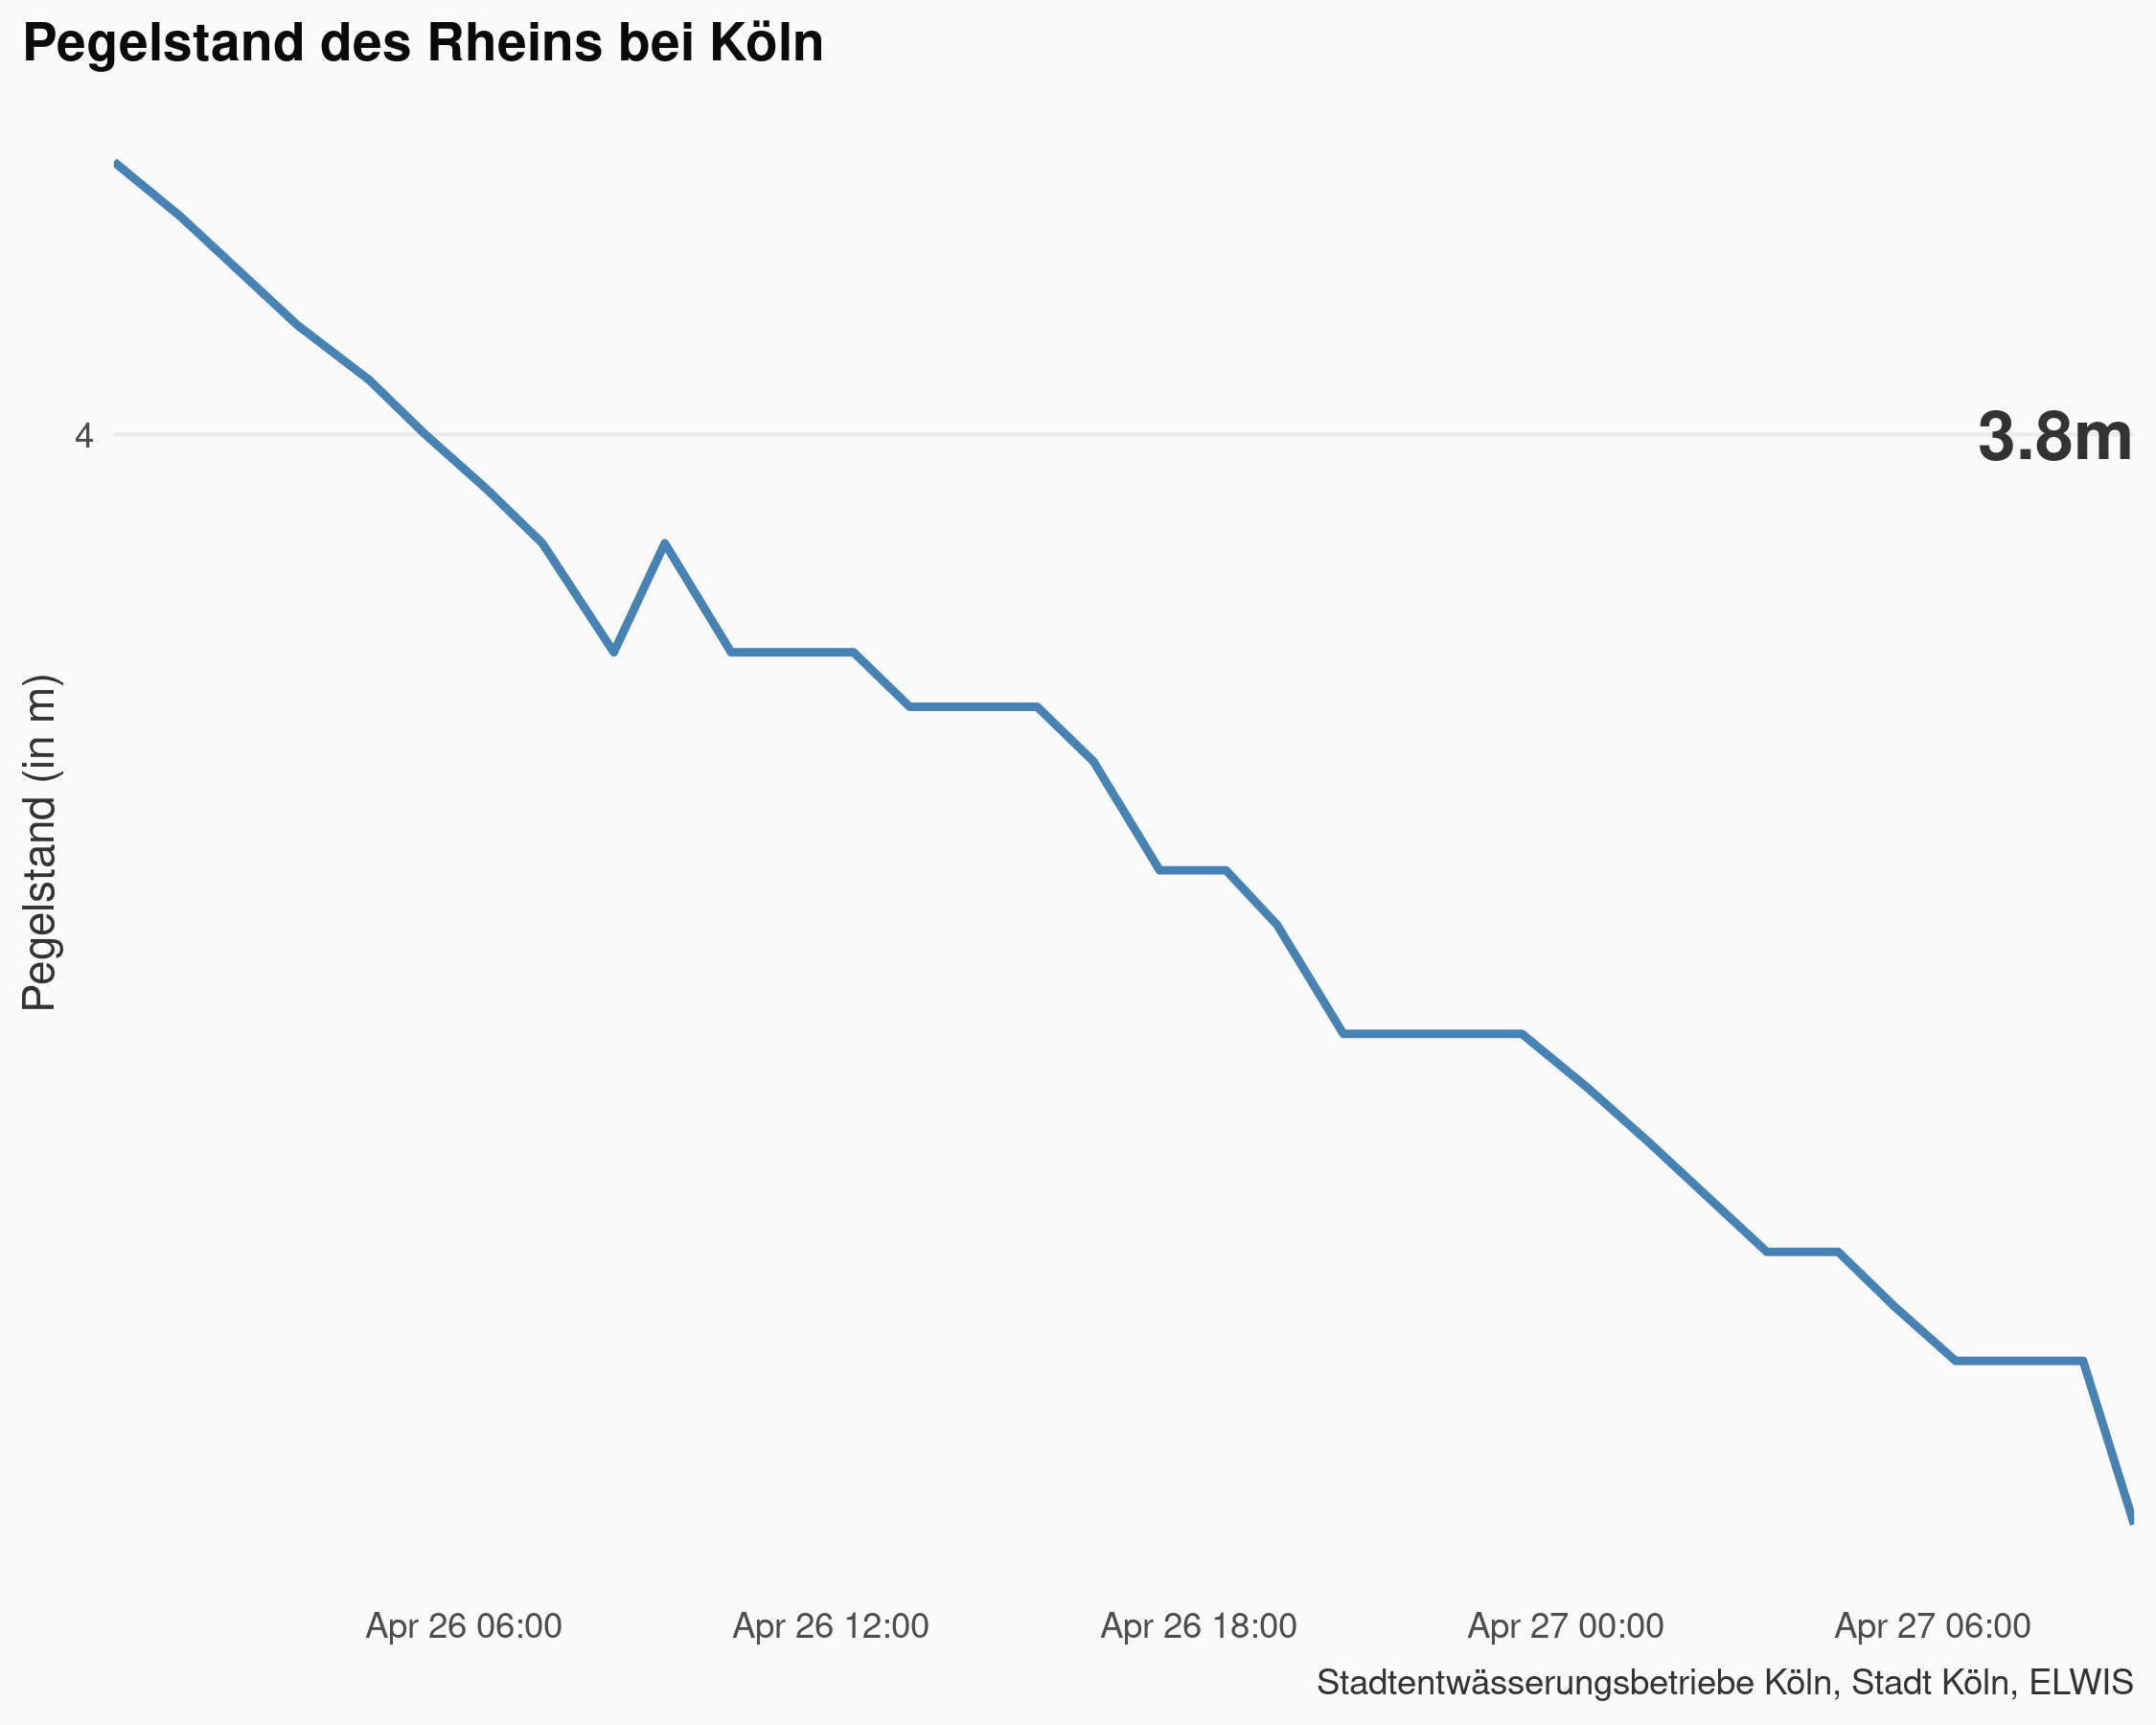 Pegelstand des Rheins bei Köln
4
3.8m
Pegelstand (in m)
Apr 26 06:00
Apr 26 12:00
Apr 26 18:00
Apr 27 00:00
Apr 27 06:00
Stadtentwässerungsbetriebe Köln, Stadt Köln, ELWIS